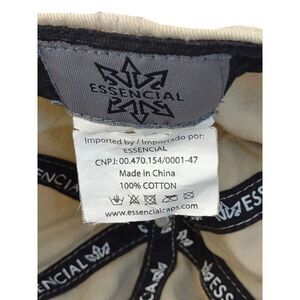 ESSENCIAL
Imported by / Importado por:
ESSENCIAL
CNPJ: 00.470.154/0001-47
Made in China
100% COTTON
www.essencialcaps.com
ESSENCIAL
ESSENCIAL
ESSENCIAL